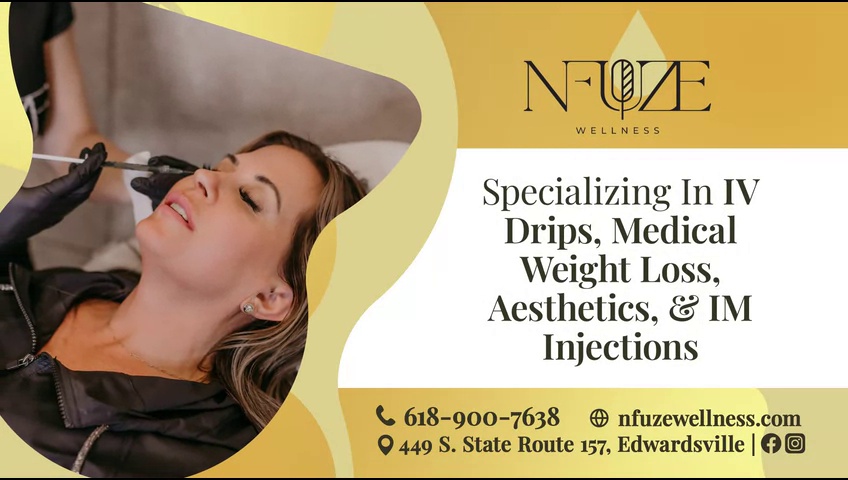 NFUZE
WELLNESS
Specializing In IV
Drips, Medical
Weight Loss,
Aesthetics, & IM
Injections
618-900-7638 nfuzewellness.com
449 S. State Route 157, Edwardsville |